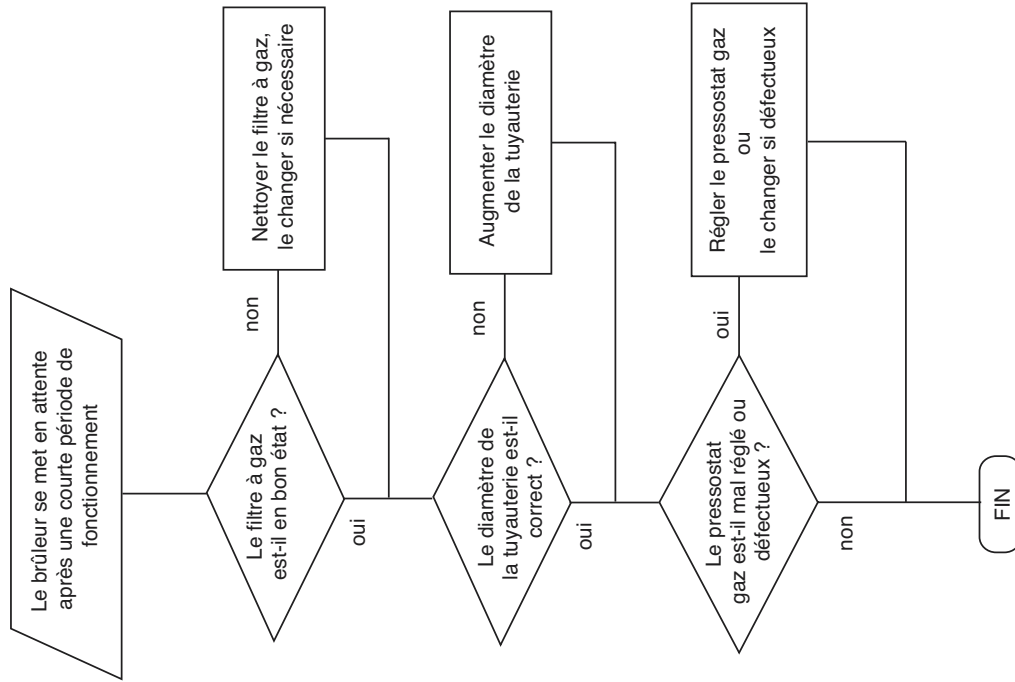 Le brûleur se met en attente
après une courte période de
fonctionnement
Le filtre à gaz
est-il en bon état ?
non
Nettoyer le filtre à gaz,
le changer si nécessaire
oui
Le diamètre de
la tuyauterie est-il
correct ?
non
Augmenter le diamètre
de la tuyauterie
oui
Le pressostat
gaz est-il mal réglé ou
défectueux ?
oui
Régler le pressostat gaz
ou
le changer si défectueux
non
FIN